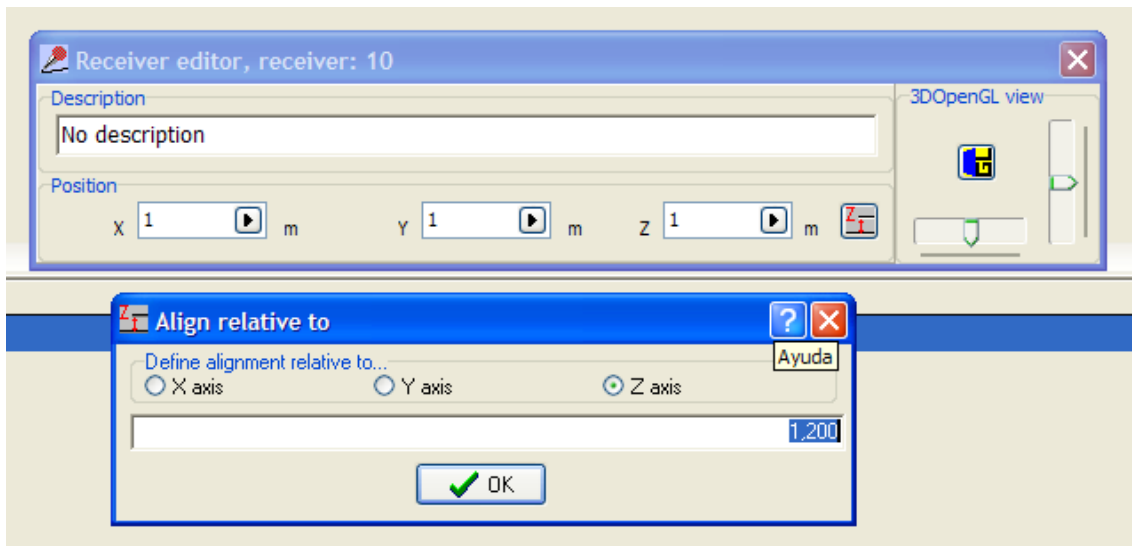 Receiver editor, receiver: 10
Description
3DOpenGL view
No description
Position
X 1 m Y 1 m Z 1 m
Align relative to
Ayuda
Define alignment relative to...
X axis Y axis Z axis
1,200
OK